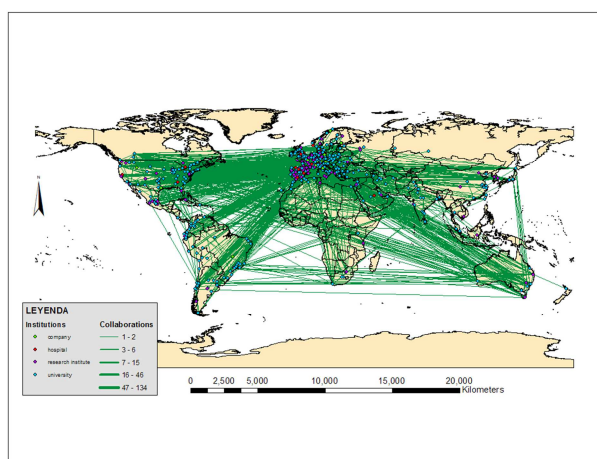 N
LEYENDA
Institutions Collaborations
company 1 - 2
hospital 3 - 6
research institute 7 - 15
university 16 - 46
47 - 134
0 2,500 5,000 10,000 15,000 20,000
Kilometers